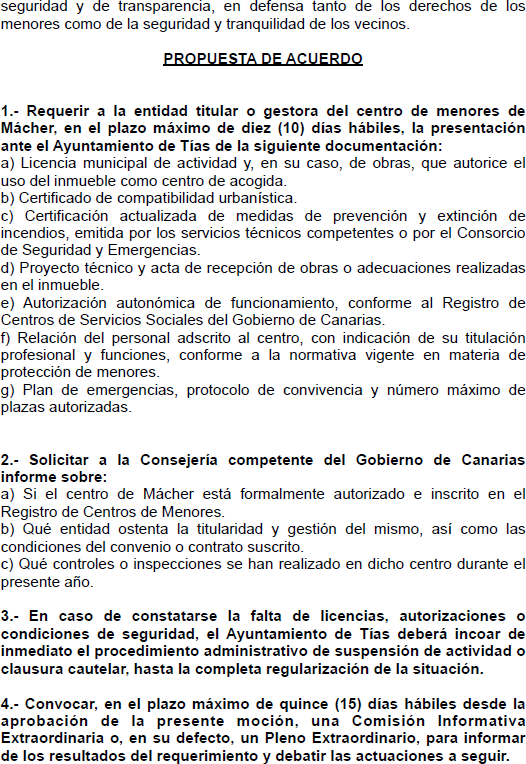 seguridad y de transparencia, en defensa tanto de los derechos de los
menores como de la seguridad y tranquilidad de los vecinos.
PROPUESTA DE ACUERDO
1.- Requerir a la entidad titular o gestora del centro de menores de
Mácher, en el plazo máximo de diez (10) días hábiles, la presentación
ante el Ayuntamiento de Tías de la siguiente documentación:
a) Licencia municipal de actividad y, en su caso, de obras, que autorice el
uso del inmueble como centro de acogida.
b) Certificado de compatibilidad urbanística.
c) Certificación actualizada de medidas de prevención y extinción de
incendios, emitida por los servicios técnicos competentes o por el Consorcio
de Seguridad y Emergencias.
d) Proyecto técnico y acta de recepción de obras o adecuaciones realizadas
en el inmueble.
e) Autorización autonómica de funcionamiento, conforme al Registro de
Centros de Servicios Sociales del Gobierno de Canarias.
f) Relación del personal adscrito al centro, con indicación de su titulación
profesional y funciones, conforme a la normativa vigente en materia de
protección de menores.
g) Plan de emergencias, protocolo de convivencia y número máximo de
plazas autorizadas.
2.- Solicitar a la Consejería competente del Gobierno de Canarias
informe sobre:
a) Si el centro de Mácher está formalmente autorizado e inscrito en el
Registro de Centros de Menores.
b) Qué entidad ostenta la titularidad y gestión del mismo, así como las
condiciones del convenio o contrato suscrito.
c) Qué controles o inspecciones se han realizado en dicho centro durante el
presente año.
3.- En caso de constatarse la falta de licencias, autorizaciones o
condiciones de seguridad, el Ayuntamiento de Tías deberá incoar de
inmediato el procedimiento administrativo de suspensión de actividad o
clausura cautelar, hasta la completa regularización de la situación.
4.- Convocar, en el plazo máximo de quince (15) días hábiles desde la
aprobación de la presente moción, una Comisión Informativa
Extraordinaria o, en su defecto, un Pleno Extraordinario, para informar
de los resultados del requerimiento y debatir las actuaciones a seguir.